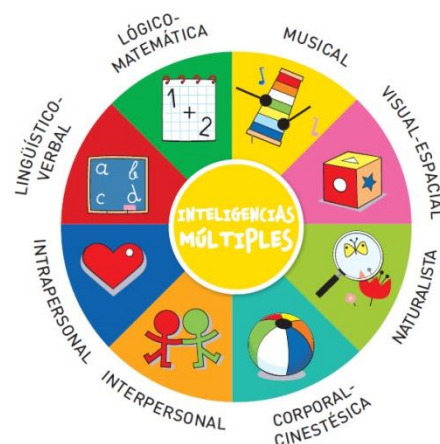 LÓGICO-
MATEMÁTICA
MUSICAL
VISUAL-ESPACIAL
NATURALISTA
CORPORAL-
CINESTÉSICA
INTERPERSONAL
INTRAPERSONAL
LINGÜÍSTICO-
VERBAL
INTELIGENCIAS
MÚLTIPLES
1
+2
a b
c d